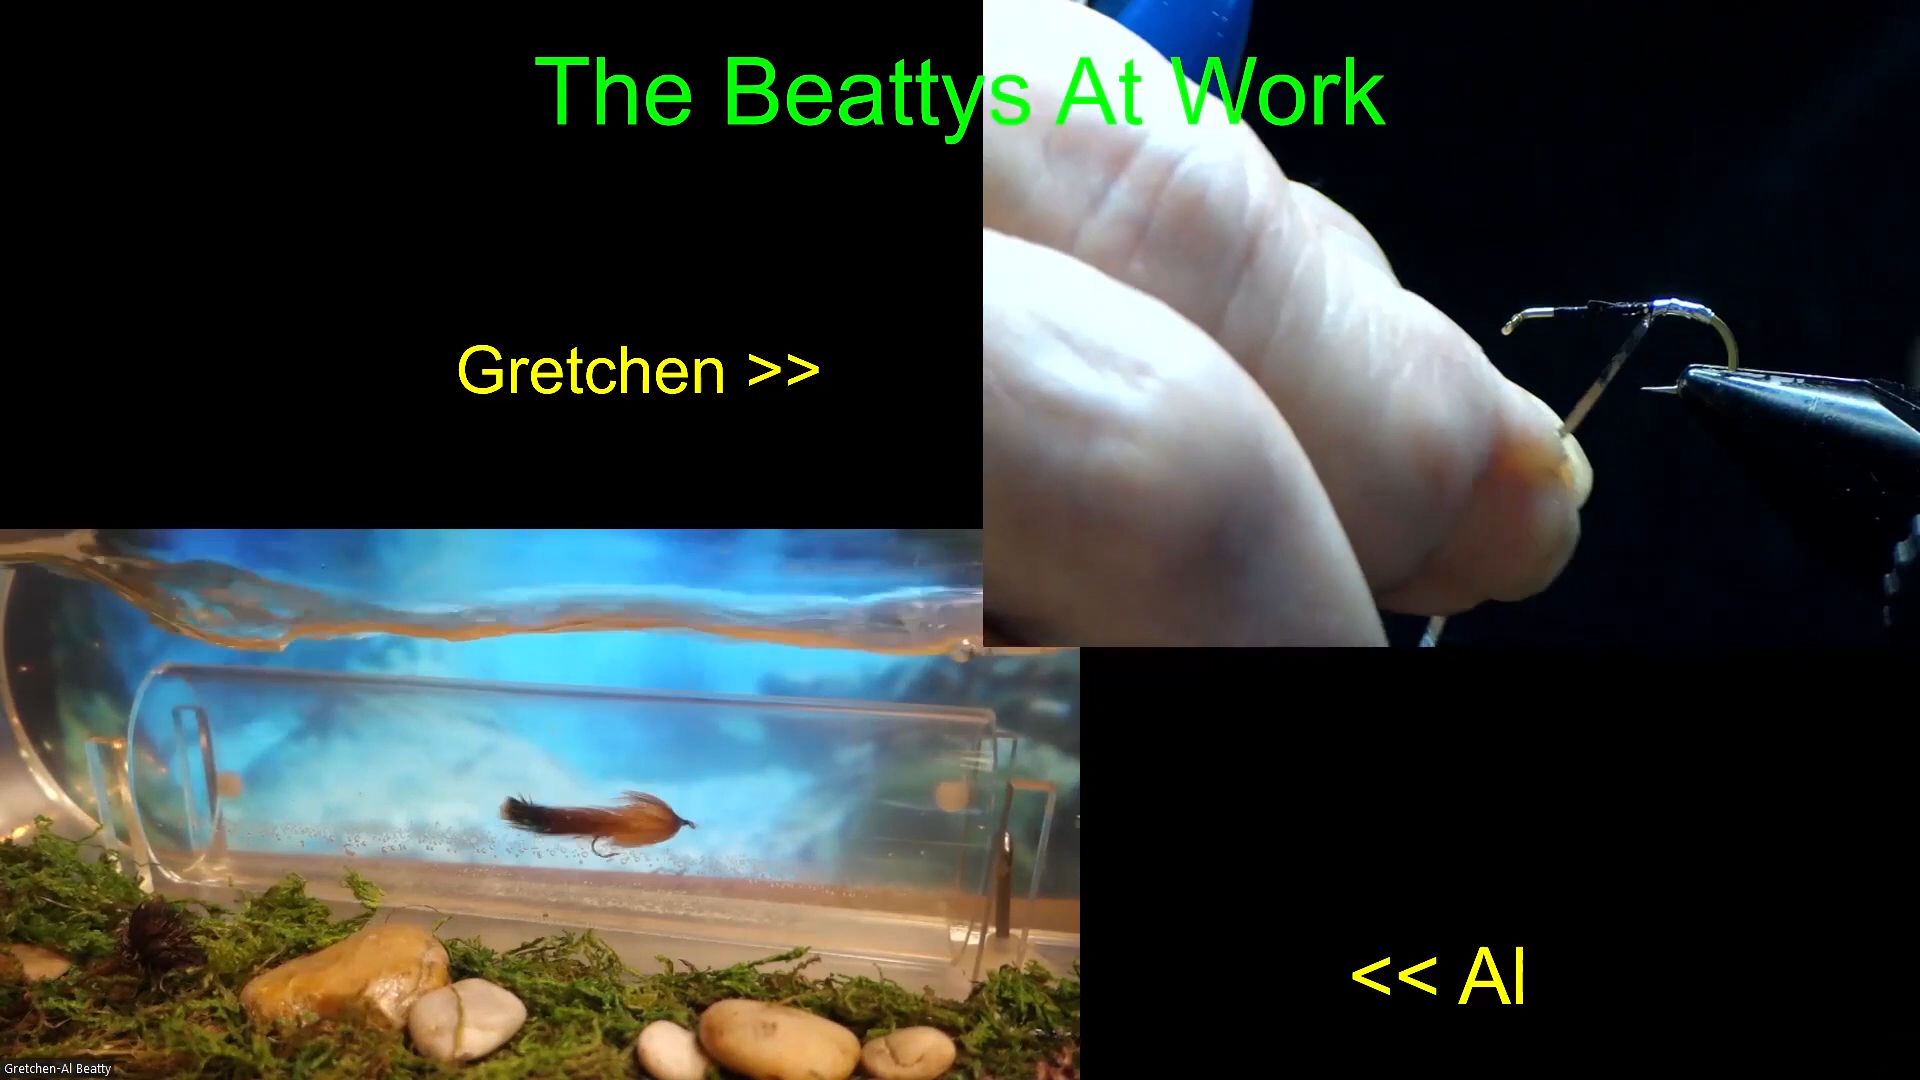 The Beattys At Work
Gretchen >>
<< Al
Gretchen-Al Beatty